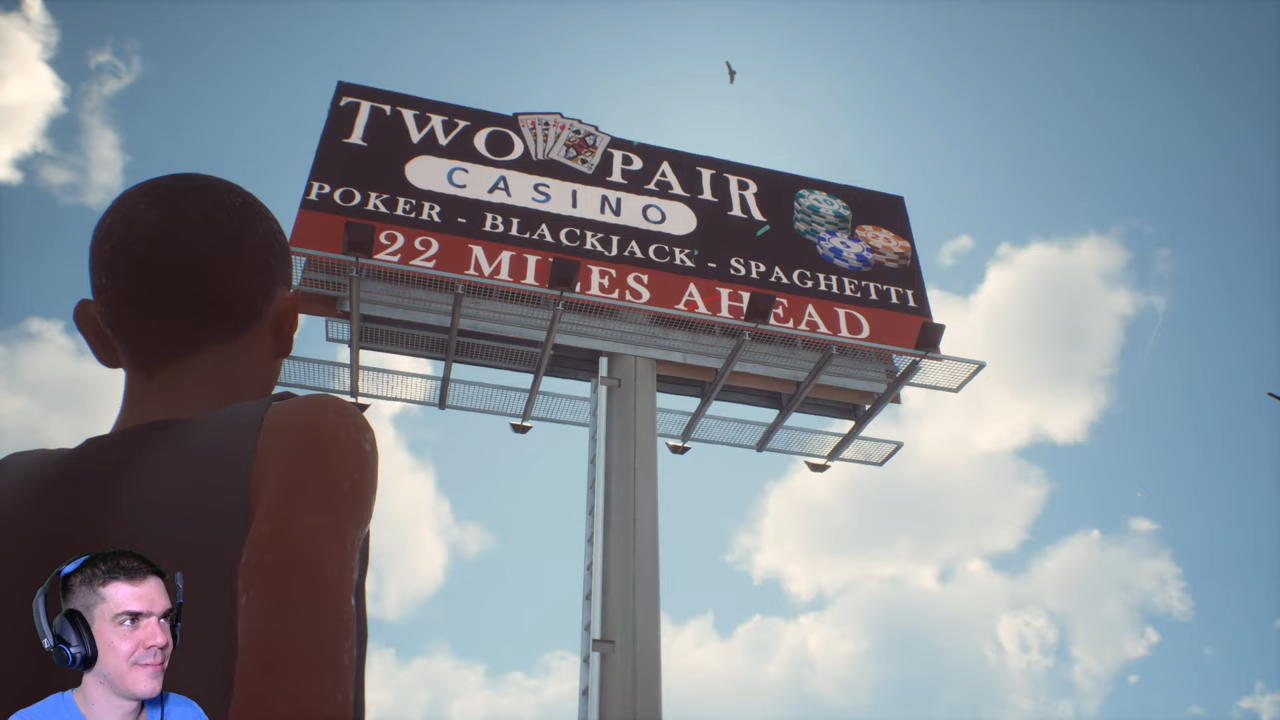 TWO PAIR
CASINO
POKER - BLACKJACK - SPAGHETTI
22 MILES AHEAD